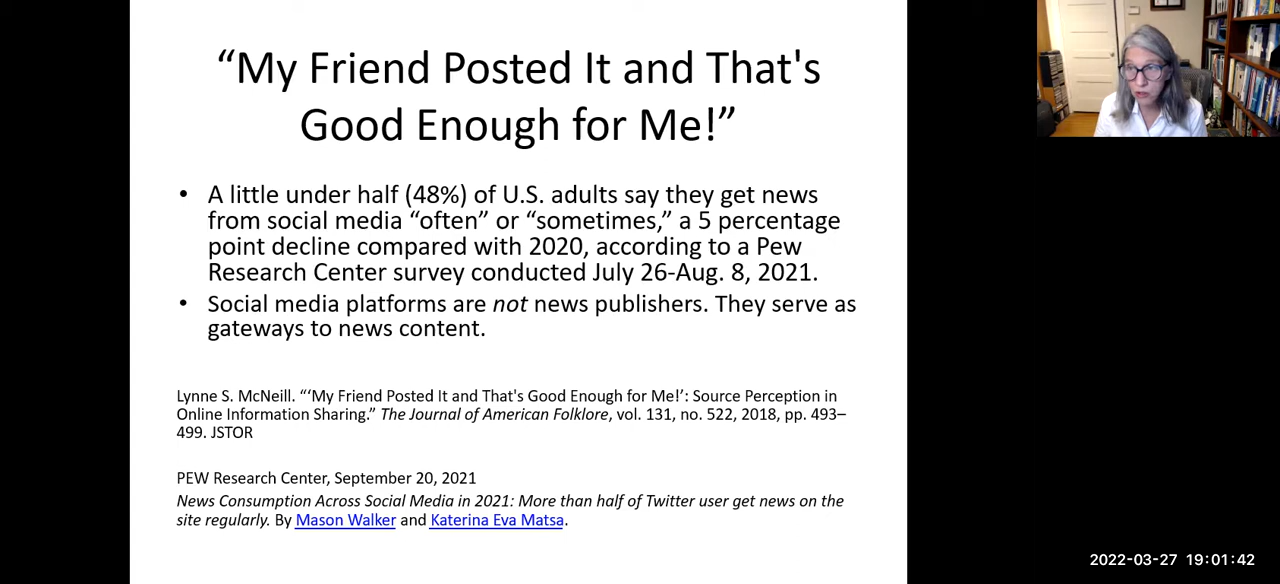 “My Friend Posted It and That's
Good Enough for Me!”
• A little under half (48%) of U.S. adults say they get news
from social media “often” or “sometimes,” a 5 percentage
point decline compared with 2020, according to a Pew
Research Center survey conducted July 26-Aug. 8, 2021.
• Social media platforms are not news publishers. They serve as
gateways to news content.
Lynne S. McNeill. “‘My Friend Posted It and That's Good Enough for Me!’: Source Perception in
Online Information Sharing.” The Journal of American Folklore, vol. 131, no. 522, 2018, pp. 493–
499. JSTOR
PEW Research Center, September 20, 2021
News Consumption Across Social Media in 2021: More than half of Twitter user get news on the
site regularly. By Mason Walker and Katerina Eva Matsa.
2022-03-27 19:01:42